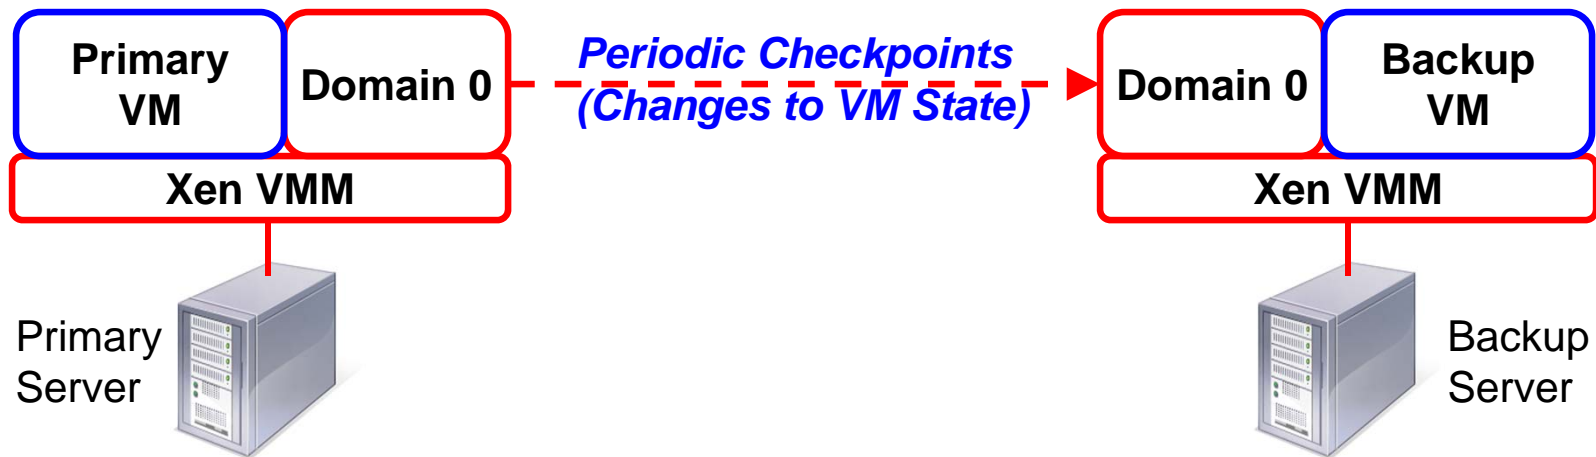 Primary
VM
Domain 0
Periodic Checkpoints
(Changes to VM State)
Domain 0
Backup
VM
Xen VMM
Xen VMM
Primary
Server
Backup
Server